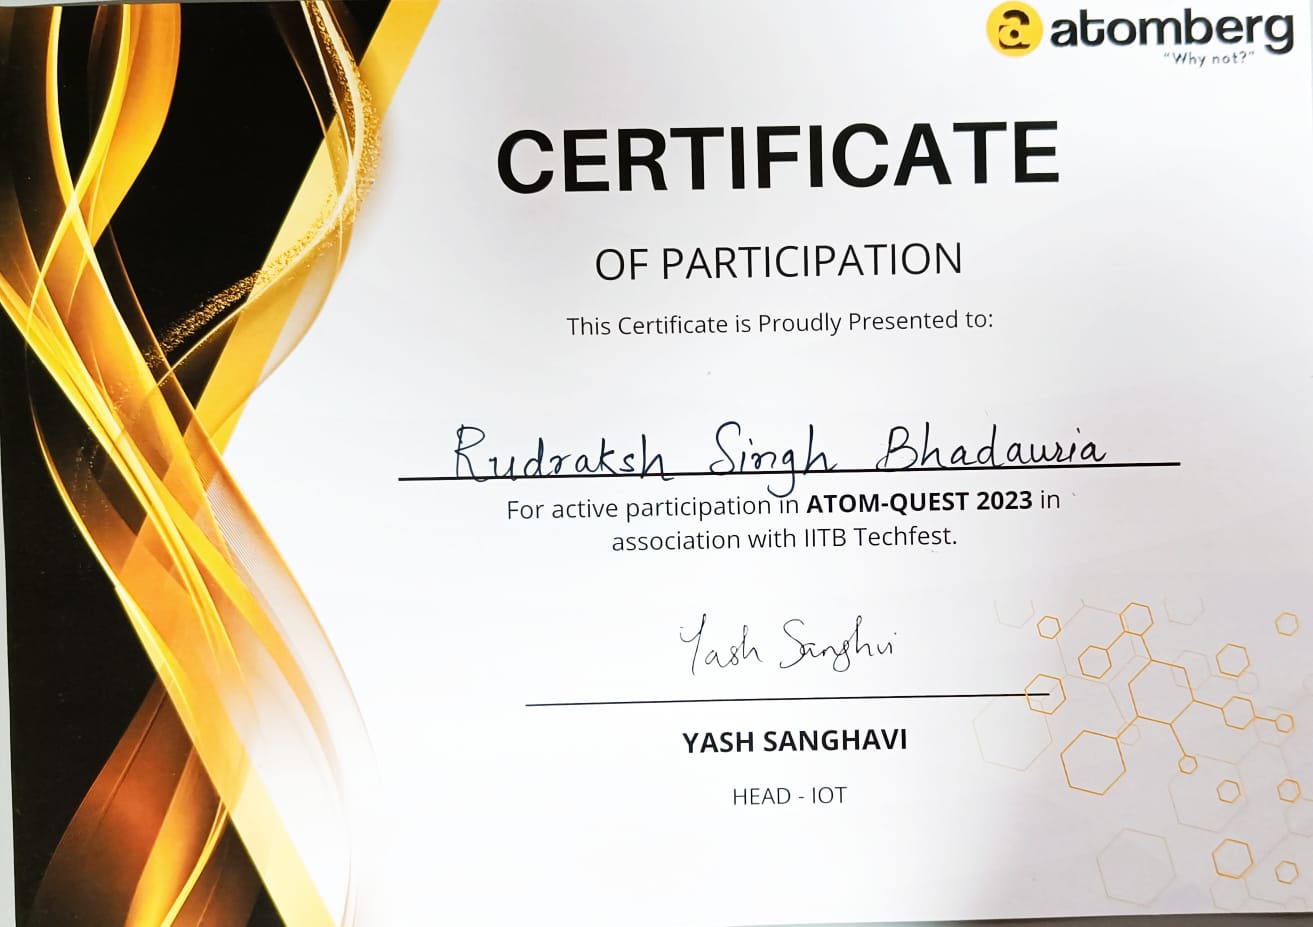 atomberg
"Why not?"
CERTIFICATE
OF PARTICIPATION
This Certificate is Proudly Presented to:
Rudraksh Singh Bhadauria
For active participation in ATOM-QUEST 2023 in
association with IITB Techfest.
Yash Sanghvi
YASH SANGHAVI
HEAD - IOT